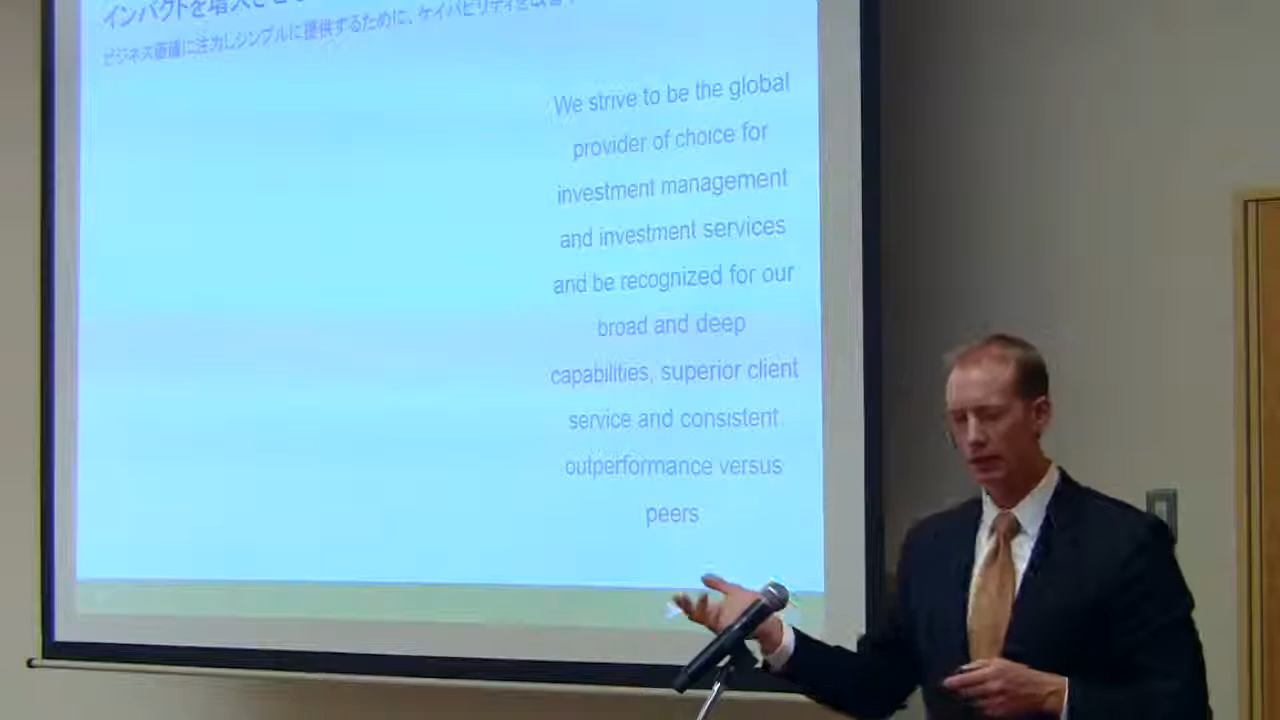 インパクトを増大させ
ビジネス価値に注力しシンプルに提供するために、ケイパビリティを改善
We strive to be the global
provider of choice for
investment management
and investment services
and be recognized for our
broad and deep
capabilities, superior client
service and consistent
outperformance versus
peers